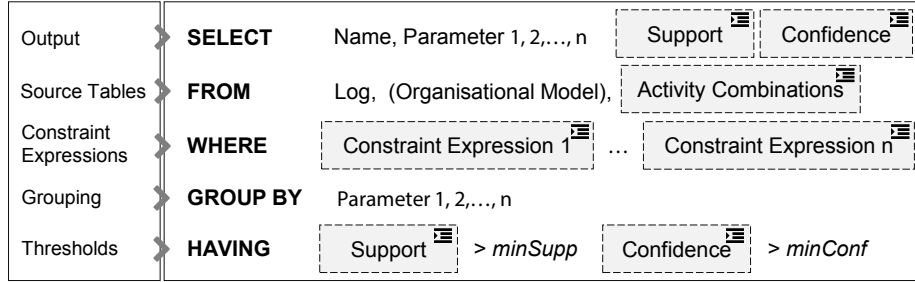 Output SELECT Name, Parameter 1, 2,..., n Support Confidence
Source Tables FROM Log, (Organisational Model), Activity Combinations
Constraint
Expressions WHERE Constraint Expression 1 ... Constraint Expression n
Grouping GROUP BY Parameter 1, 2,..., n
Thresholds HAVING Support > minSupp Confidence > minConf